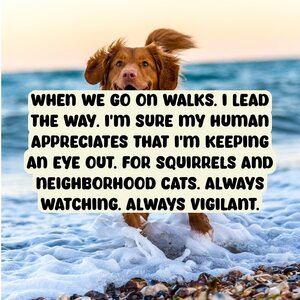 WHEN WE GO ON WALKS. I LEAD
THE WAY. I'M SURE MY HUMAN
APPRECIATES THAT I'M KEEPING
AN EYE OUT. FOR SQUIRRELS AND
NEIGHBORHOOD CATS. ALWAYS
WATCHING. ALWAYS VIGILANT.